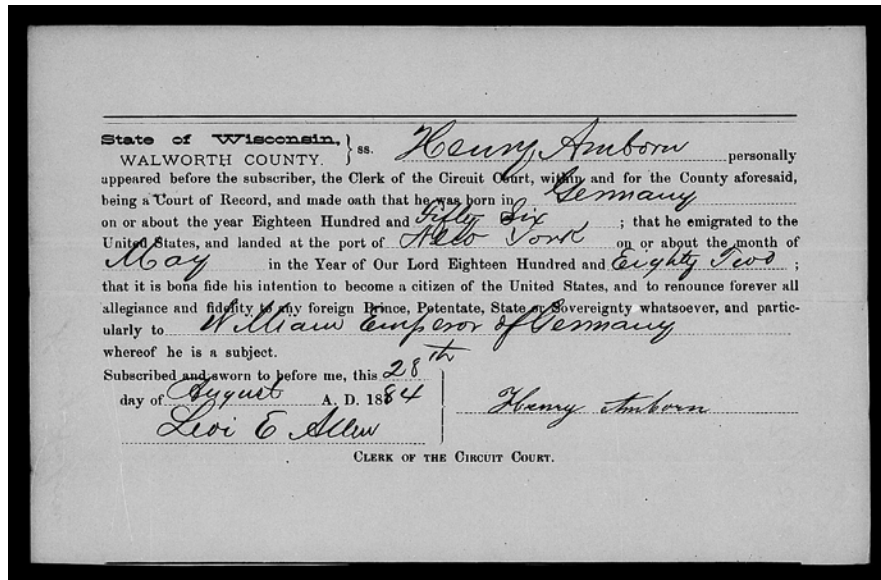 State of Wisconsin, } ss. Henry Amborn personally
WALWORTH COUNTY.
appeared before the subscriber, the Clerk of the Circuit Court, within and for the County aforesaid,
being a Court of Record, and made oath that he was born in Germany
on or about the year Eighteen Hundred and Fifty Six ; that he emigrated to the
United States, and landed at the port of New York on or about the month of
May in the Year of Our Lord Eighteen Hundred and Eighty Two ;
that it is bona fide his intention to become a citizen of the United States, and to renounce forever all
allegiance and fidelity to any foreign Prince, Potentate, State or Sovereignty whatsoever, and partic-
ularly to William Emperor of Germany
whereof he is a subject.
Subscribed and sworn to before me, this 28th
day of August A. D. 1884
Henry Amborn
Levi E Allen
CLERK OF THE CIRCUIT COURT.